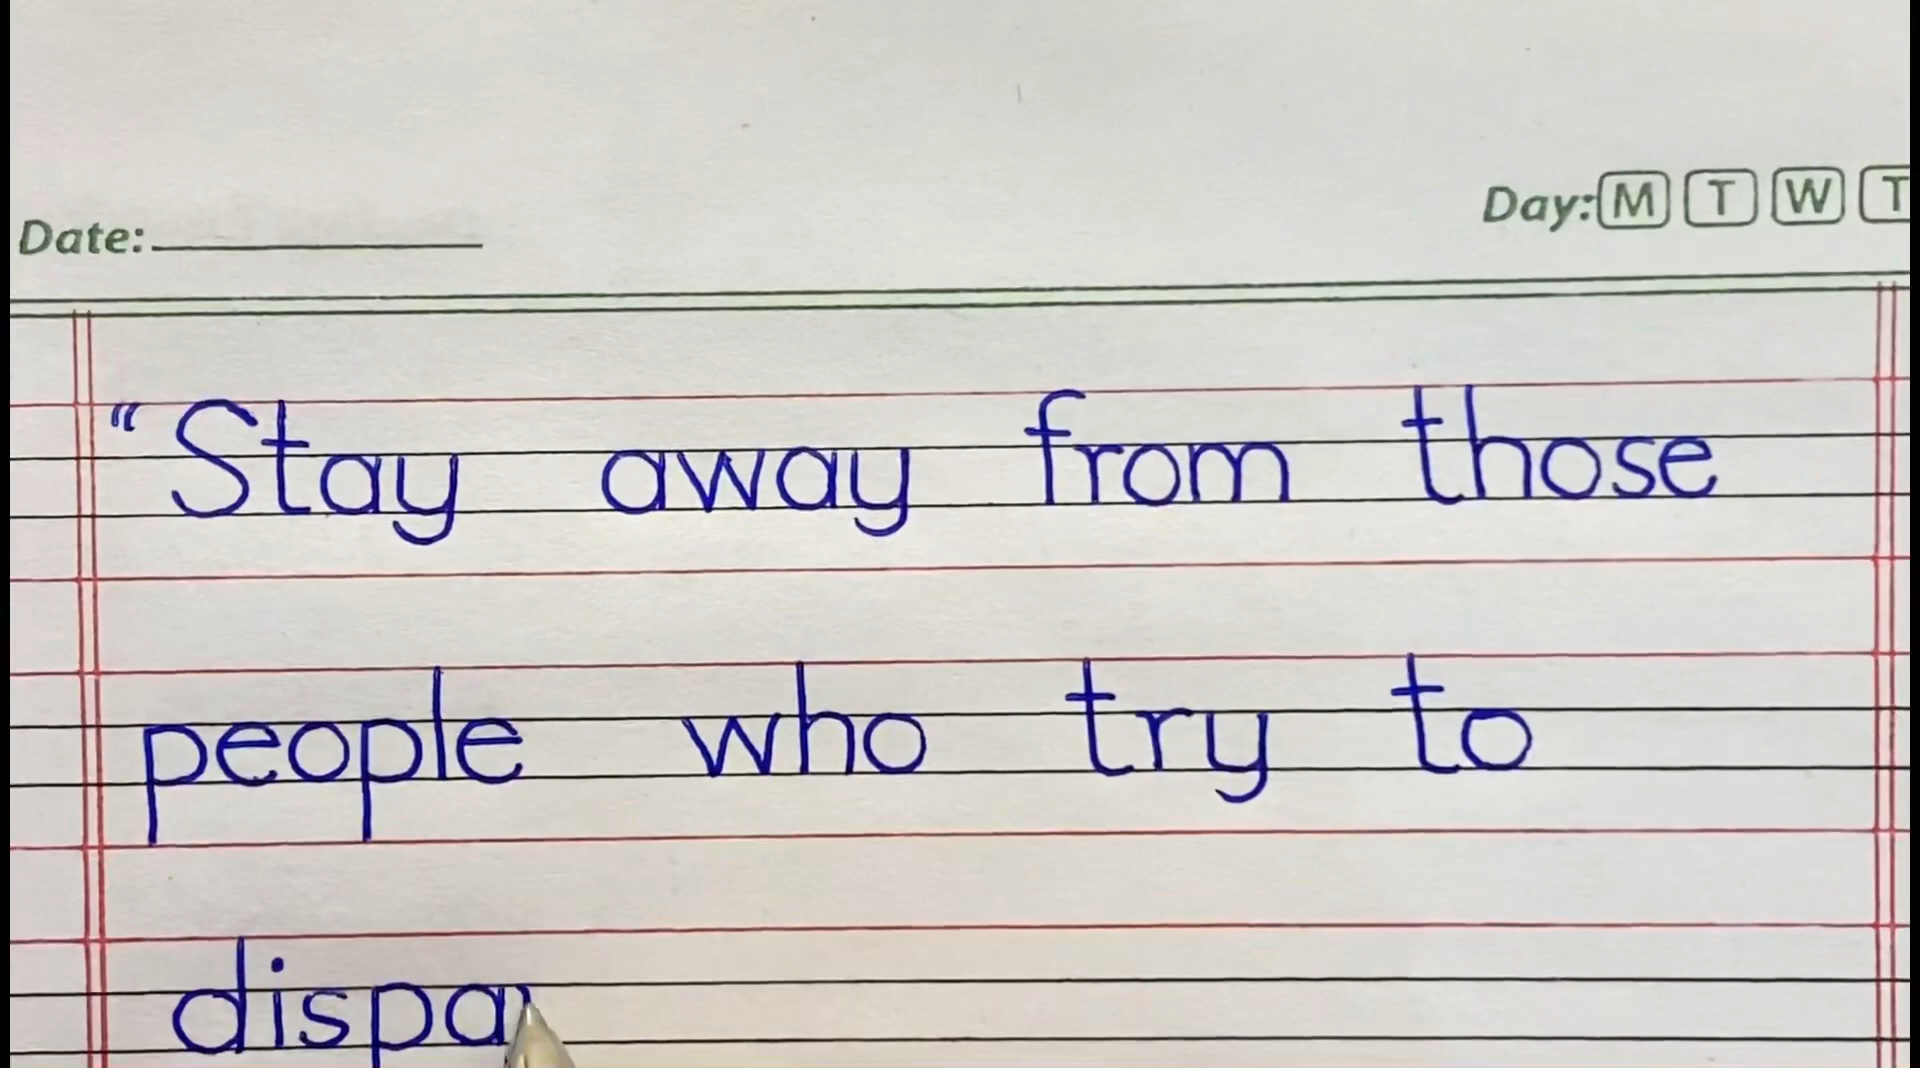 Date:
Day: M T W T
“Stay away from those
people who try to
dispa